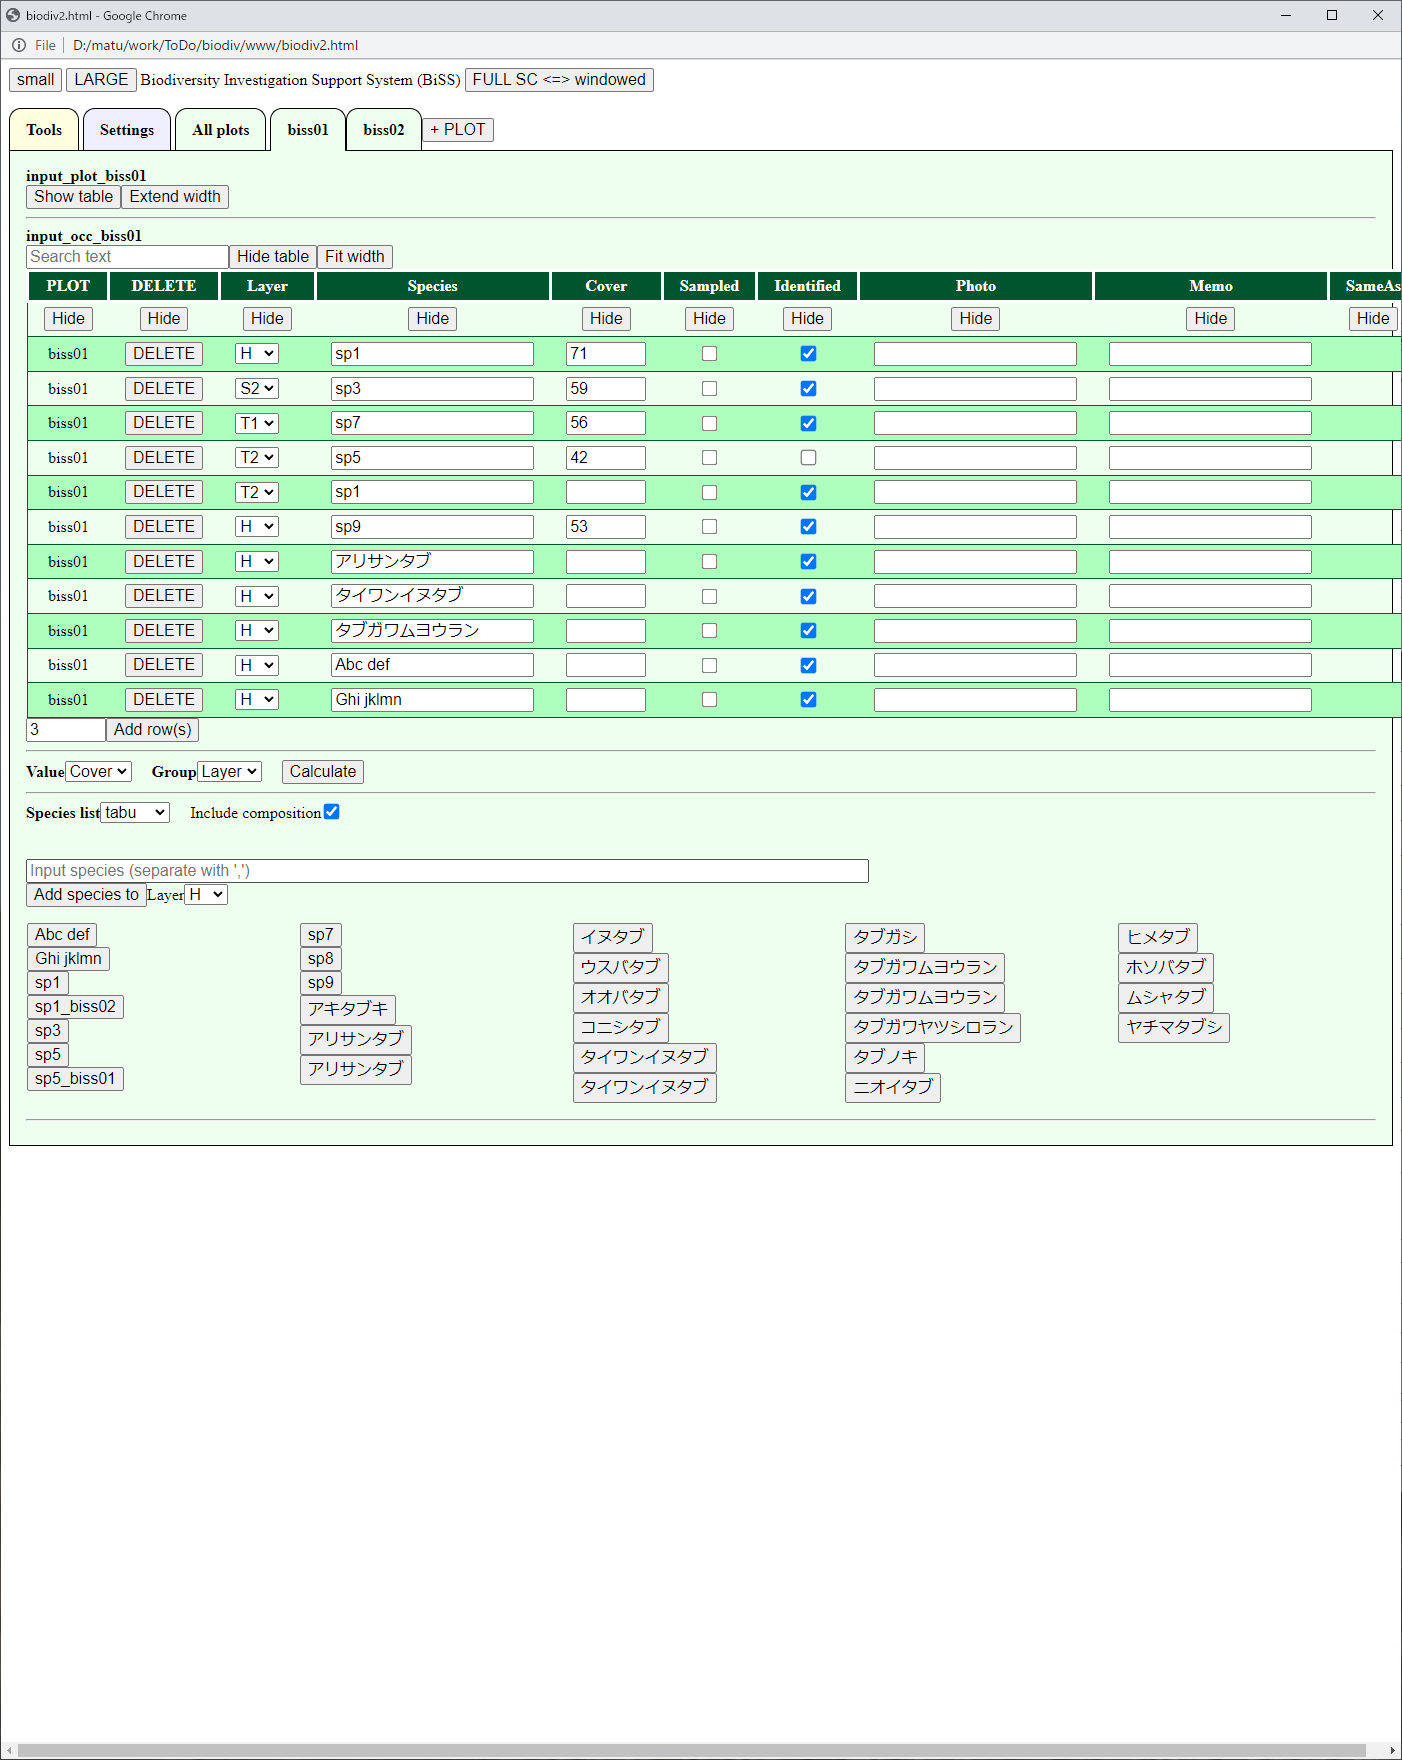 biodiv2.html - Google Chrome
File | D:/matu/work/ToDo/biodiv/www/biodiv2.html
small LARGE Biodiversity Investigation Support System (BiSS) FULL SC <=> windowed
Tools Settings All plots biss01 biss02 + PLOT
input_plot_biss01
Show table Extend width
input_occ_biss01
Search text Hide table Fit width
PLOT DELETE Layer Species Cover Sampled Identified Photo Memo SameAs
Hide Hide Hide Hide Hide Hide Hide Hide Hide Hide
biss01 DELETE H sp1 71
biss01 DELETE S2 sp3 59
biss01 DELETE T1 sp7 56
biss01 DELETE T2 sp5 42
biss01 DELETE T2 sp1
biss01 DELETE H sp9 53
biss01 DELETE H アリサンタブ
biss01 DELETE H タイワンイヌタブ
biss01 DELETE H タブガワムヨウラン
biss01 DELETE H Abc def
biss01 DELETE H Ghi jklmn
3 Add row(s)
Value Cover Group Layer Calculate
Species list tabu Include composition
Input species (separate with ',')
Add species to Layer H
Abc def
Ghi jklmn
sp1
sp1_biss02
sp3
sp5
sp5_biss01
sp7
sp8
sp9
アキタブキ
アリサンタブ
アリサンタブ
イヌタブ
ウスバタブ
オオバタブ
コニシタブ
タイワンイヌタブ
タイワンイヌタブ
タブガシ
タブガワムヨウラン
タブガワムヨウラン
タブガワヤツシロラン
タブノキ
ニオイタブ
ヒメタブ
ホソバタブ
ムシャタブ
ヤチマタブシ